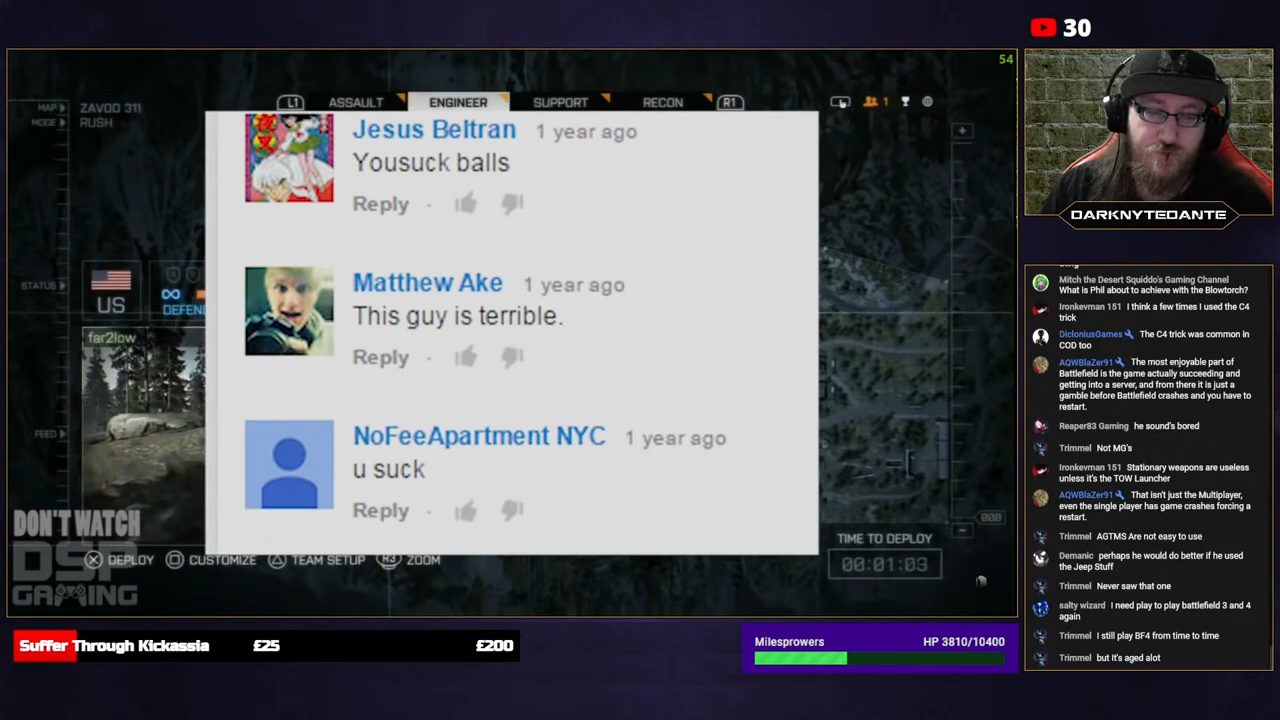 30
54
MAP
ZAVOD 311
MODE
RUSH
L1
ASSAULT
ENGINEER
SUPPORT
RECON
R1
1
Jesus Beltran 1 year ago
Yousuck balls
Reply
Matthew Ake 1 year ago
This guy is terrible.
Reply
NoFeeApartment NYC 1 year ago
u suck
Reply
STATUS
US
DEFEN
far2low
FEED
DON'T WATCH
DSP
GAMING
DEPLOY
CUSTOMIZE
TEAM SETUP
R3 ZOOM
000
TIME TO DEPLOY
00:01:03
DARKNYTEDANTE
Mitch the Desert Squiddo's Gaming Channel
What is Phil about to achieve with the Blowtorch?
Ironkevman 151 I think a few times I used the C4
trick
DicloniusGames The C4 trick was common in
COD too
AQWBlaZer91 The most enjoyable part of
Battlefield is the game actually succeeding and
getting into a server, and from there it is just a
gamble before Battlefield crashes and you have to
restart.
Reaper83 Gaming he sound's bored
Trimmel Not MG's
Ironkevman 151 Stationary weapons are useless
unless it's the TOW Launcher
AQWBlaZer91 That isn't just the Multiplayer,
even the single player has game crashes forcing a
restart.
Trimmel AGTMS Are not easy to use
Demanic perhaps he would do better if he used
the Jeep Stuff
Trimmel Never saw that one
salty wizard I need play to play battlefield 3 and 4
again
Trimmel I still play BF4 from time to time
Trimmel but It's aged alot
Suffer Through Kickassia £25 £200
Milesprowers HP 3810/10400